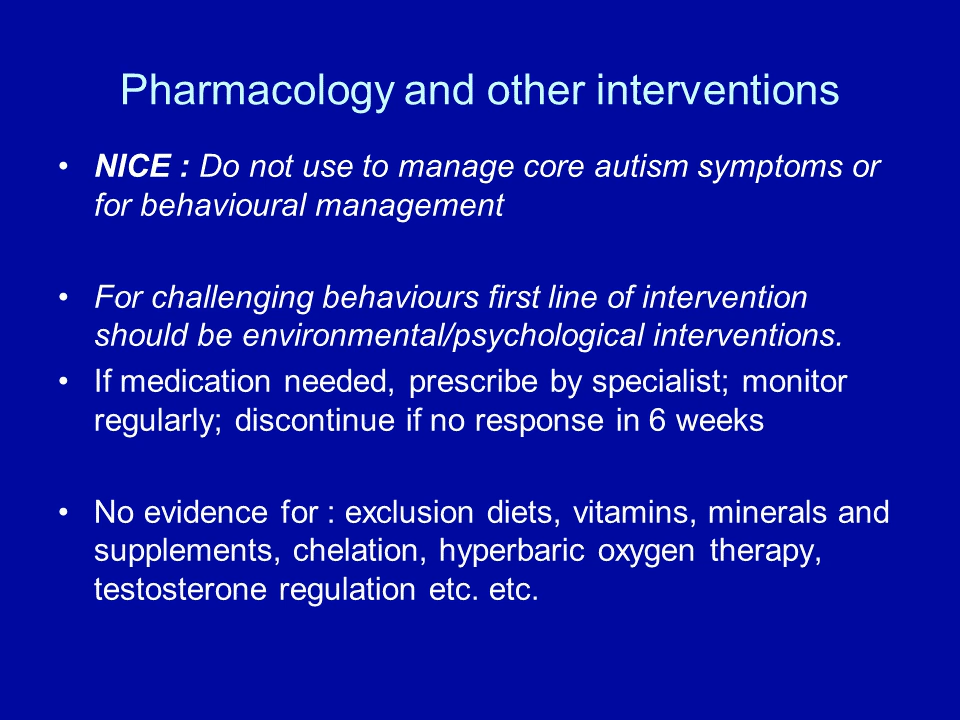 Pharmacology and other interventions
• NICE : Do not use to manage core autism symptoms or
for behavioural management
• For challenging behaviours first line of intervention
should be environmental/psychological interventions.
• If medication needed, prescribe by specialist; monitor
regularly; discontinue if no response in 6 weeks
• No evidence for : exclusion diets, vitamins, minerals and
supplements, chelation, hyperbaric oxygen therapy,
testosterone regulation etc. etc.